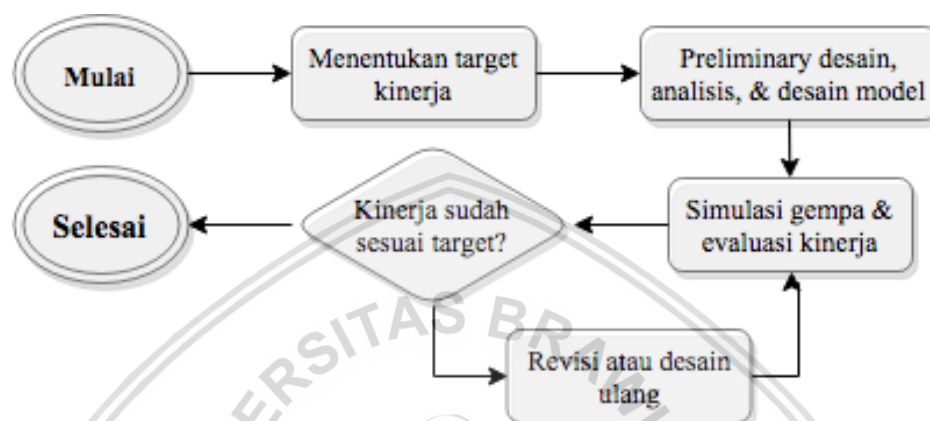 Mulai
Menentukan target
kinerja
Preliminary desain,
analisis, & desain model
Simulasi gempa &
evaluasi kinerja
Kinerja sudah
sesuai target?
Selesai
Revisi atau desain
ulang
ERSITAS BRAW